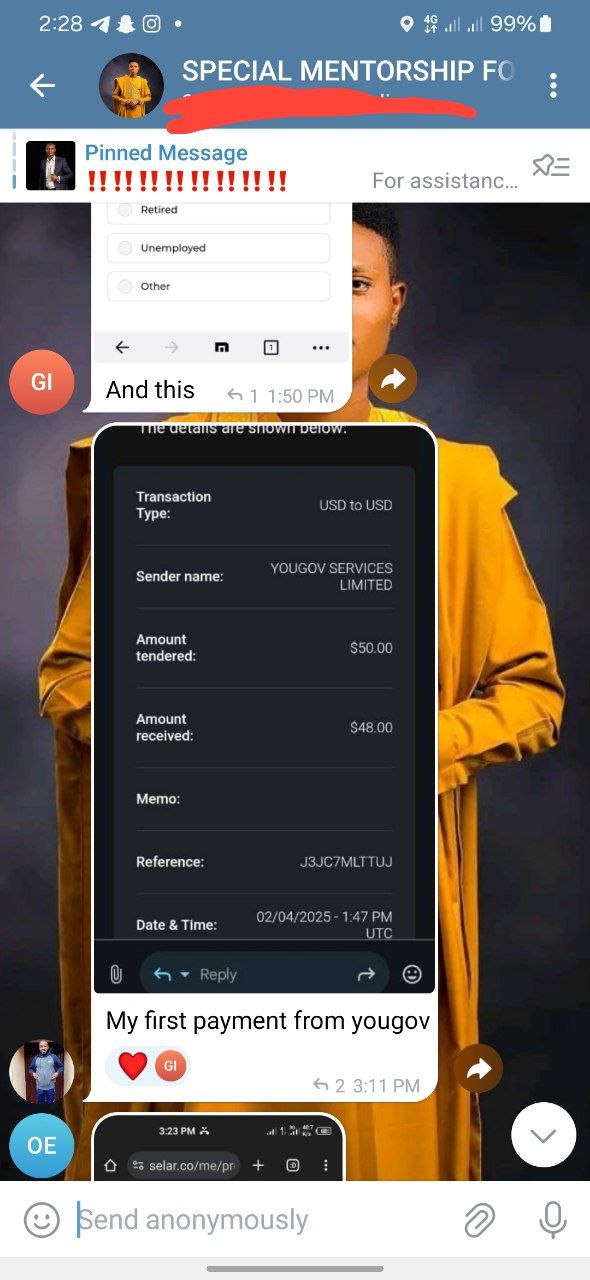 2:28
4G
99%
SPECIAL MENTORSHIP FO
Pinned Message
‼️‼️‼️‼️‼️‼️‼️‼️
For assistanc...
Retired
Unemployed
Other
1
GI
And this
1 1:50 PM
The details are shown below:
Transaction
Type:
USD to USD
Sender name:
YOUGOV SERVICES
LIMITED
Amount
tendered:
$50.00
Amount
received:
$48.00
Memo:
Reference:
J3JC7MLTTUJ
Date & Time:
02/04/2025 - 1:47 PM
UTC
Reply
My first payment from yougov
GI
2 3:11 PM
OE
3:23 PM
selar.co/me/pr
Send anonymously